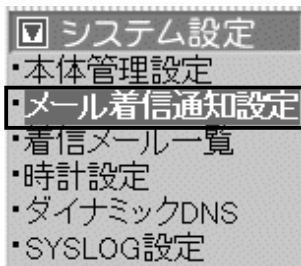 ▼ システム設定
・本体管理設定
・メール着信通知設定
・着信メール一覧
・時計設定
・ダイナミックDNS
・SYSLOG設定